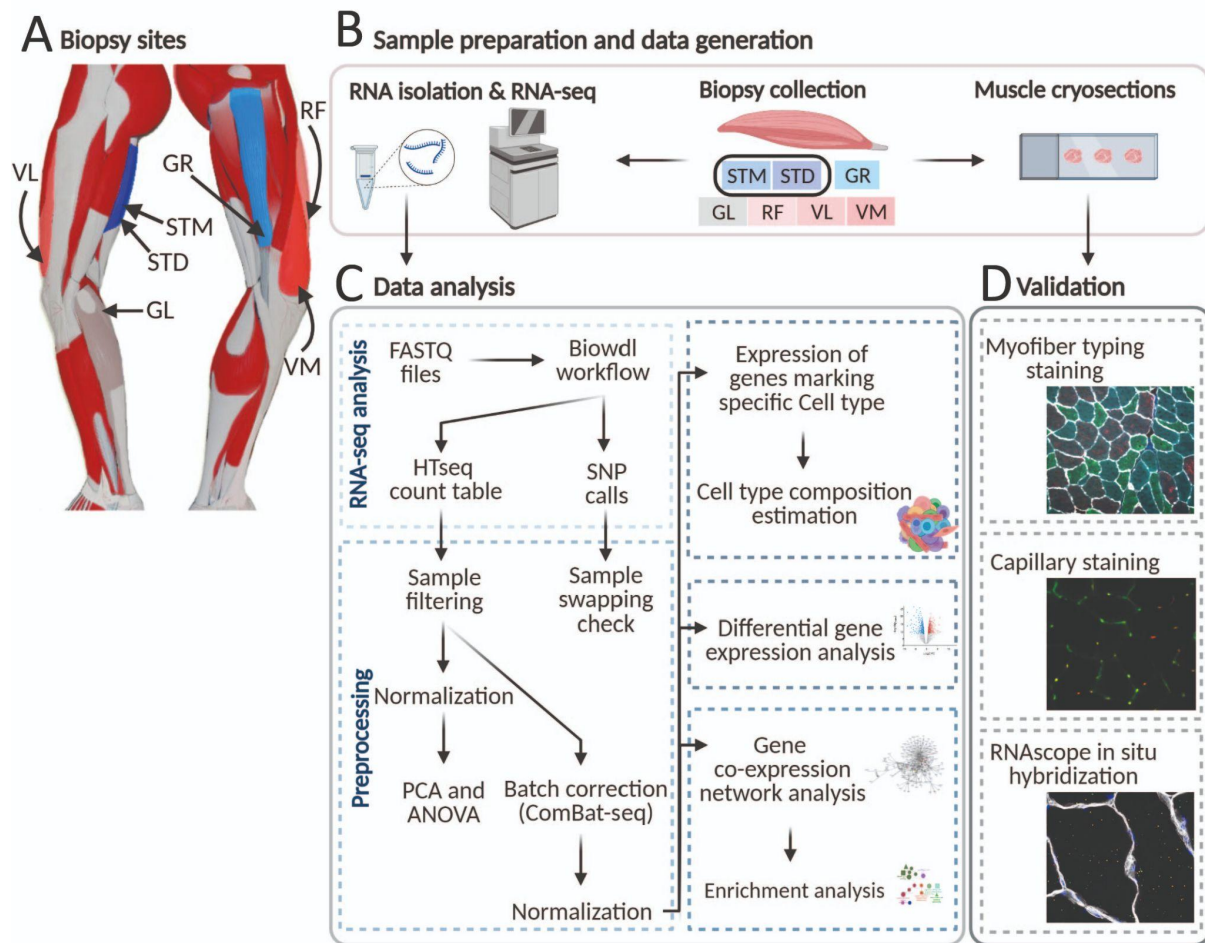 A Biopsy sites
VL
GR
RF
STM
STD
GL
VM
B Sample preparation and data generation
RNA isolation & RNA-seq
Biopsy collection
Muscle cryosections
STM STD GR
GL RF VL VM
C Data analysis
RNA-seq analysis
FASTQ
files
Biowdl
workflow
HTseq
count table
SNP
calls
Preprocessing
Sample
filtering
Sample
swapping
check
Normalization
PCA and
ANOVA
Batch correction
(ComBat-seq)
Normalization
Expression of
genes marking
specific Cell type
Cell type composition
estimation
Differential gene
expression analysis
Gene
co-expression
network analysis
Enrichment analysis
D Validation
Myofiber typing
staining
Capillary staining
RNAscope in situ
hybridization